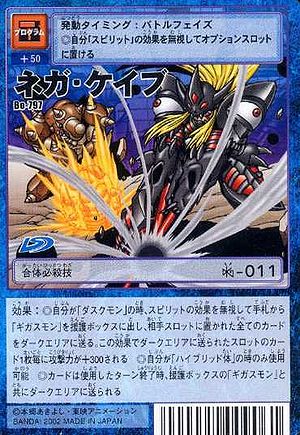 プログラム
+50
発動タイミング：バトルフェイズ
◎自分「スピリット」の効果を無視してオプションスロット
に置ける
ネガ・ケイブ
Bo-797
合体必殺技
-011
効果：◎自分が「ダスクモン」の時、スピリットの効果を無視して手札から
「ギガスモン」を援護ボックスに出し、相手スロットに置かれた全てのカード
をダークエリアに送る。この効果でダークエリアに送られたスロットのカー
ド1枚毎に攻撃力が+300される　◎自分が「ハイブリッド体」の時のみ使用
可能　◎カードは使用したターン終了時、援護ボックスの「ギガスモン」と
共にダークエリアに送られる
©本郷あきよし・東映アニメーション
BANDAI 2002 MADE IN JAPAN